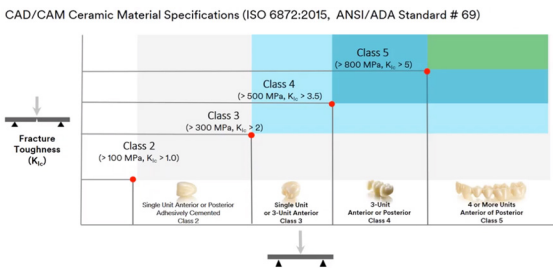 CAD/CAM Ceramic Material Specifications (ISO 6872:2015, ANSI/ADA Standard # 69)
Class 5
(> 800 MPa, KIc > 5)
Class 4
(> 500 MPa, KIc > 3.5)
Class 3
(> 300 MPa, KIc > 2)
Class 2
(> 100 MPa, KIc > 1.0)
Fracture
Toughness
(KIc)
Single Unit Anterior or Posterior
Adhesively Cemented
Class 2
Single Unit
or 3-Unit Anterior
Class 3
3-Unit
Anterior or Posterior
Class 4
4 or More Units
Anterior of Posterior
Class 5